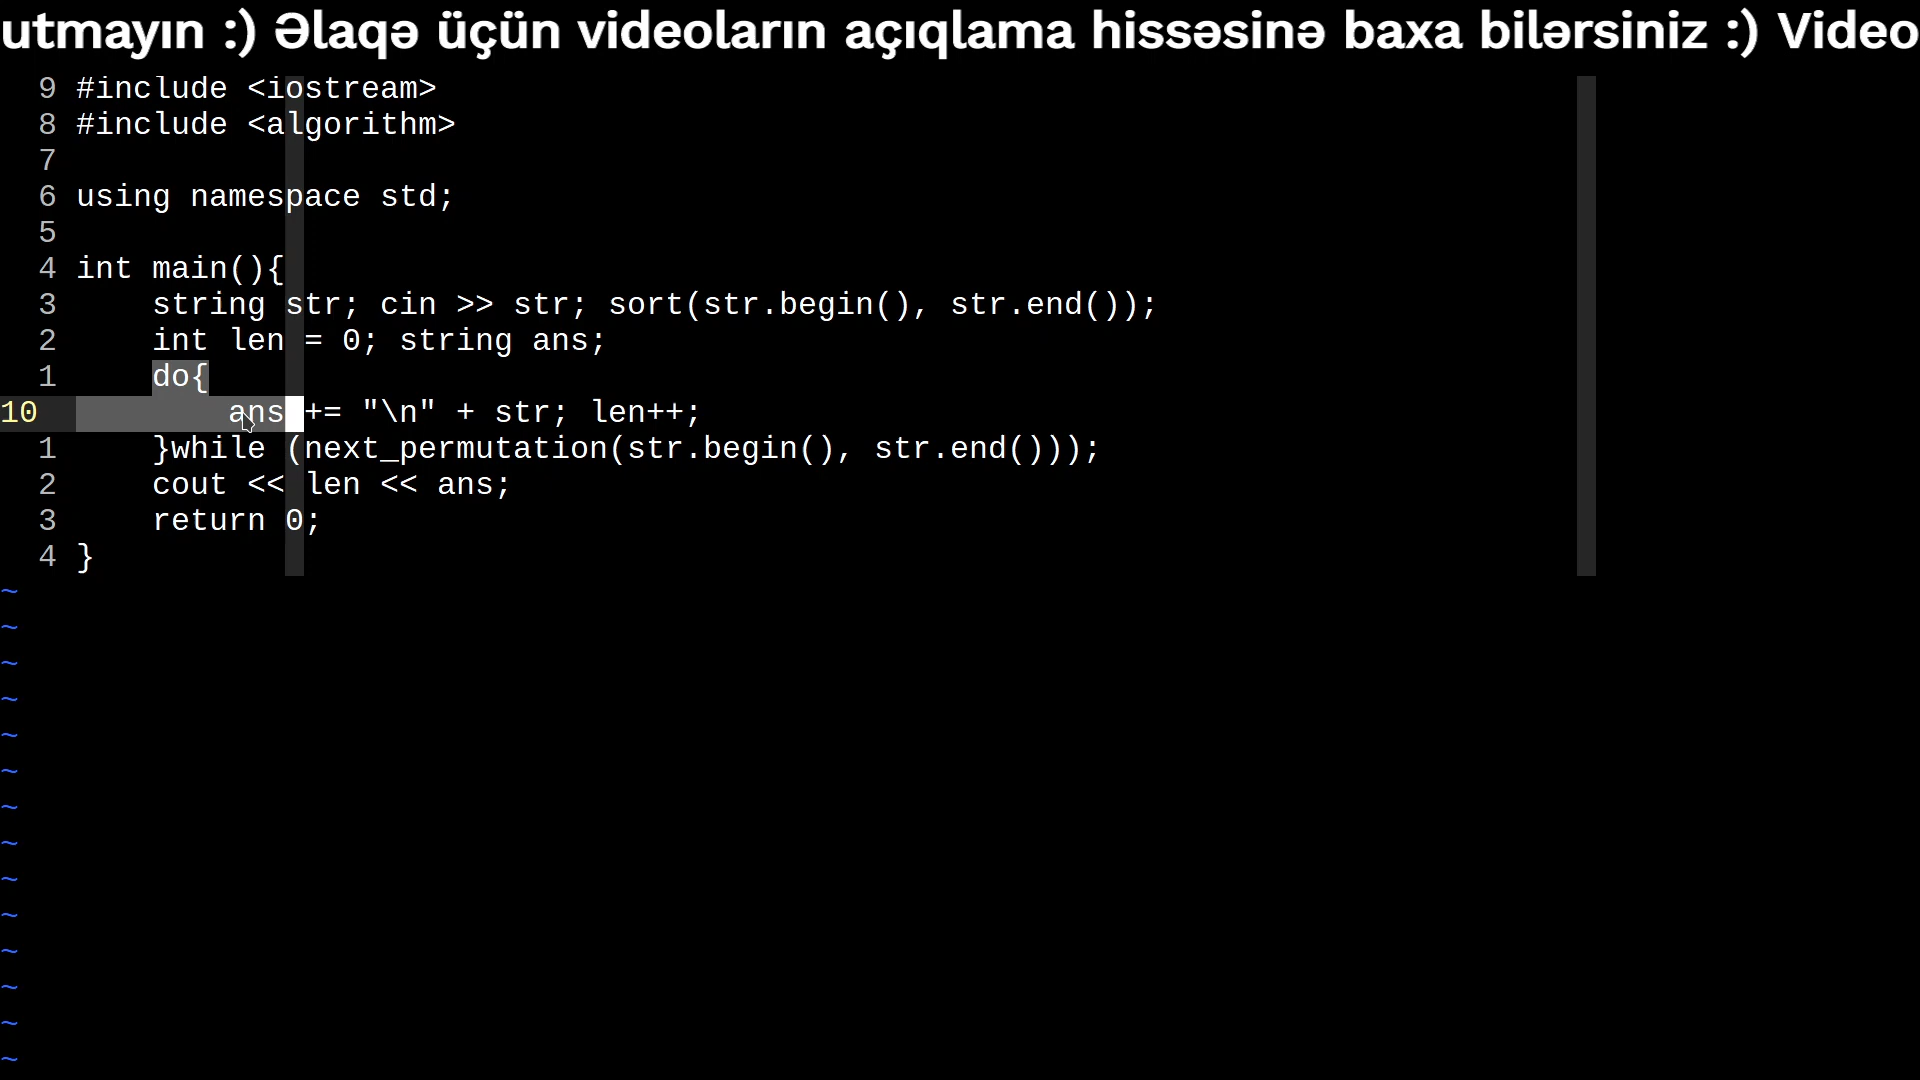 utmayın :) Əlaqə üçün videoların açıqlama hissəsinə baxa bilərsiniz :) Video
9 #include <iostream>
8 #include <algorithm>
7
6 using namespace std;
5
4 int main(){
3     string str; cin >> str; sort(str.begin(), str.end());
2     int len = 0; string ans;
1     do{
10         ans += "\n" + str; len++;
1     }while (next_permutation(str.begin(), str.end()));
2     cout << len << ans;
3     return 0;
4 }
~
~
~
~
~
~
~
~
~
~
~
~
~
~